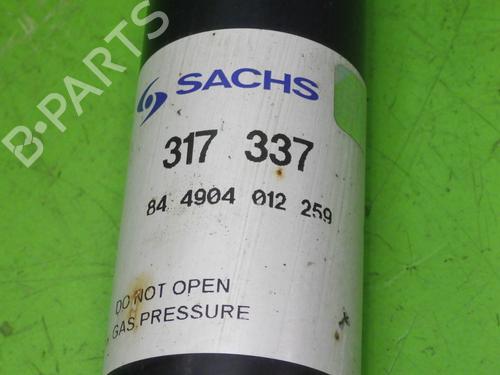 B-PARTS
SACHS
317 337
84 4904 012 259
DO NOT OPEN
GAS PRESSURE